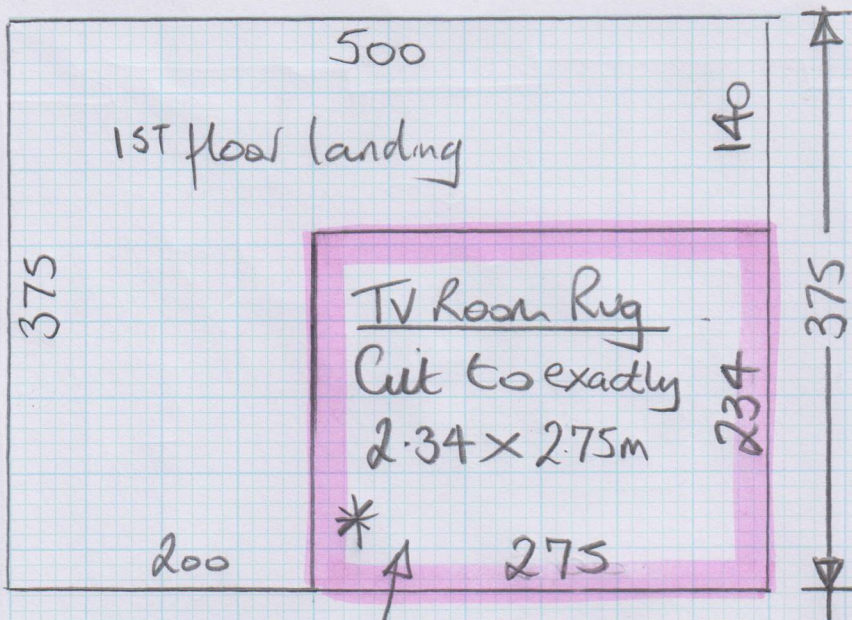 500
1ST floor landing
140
375
375
TV Room Rug
Cut to exactly
2.34 × 2.75m
234
*
200
275